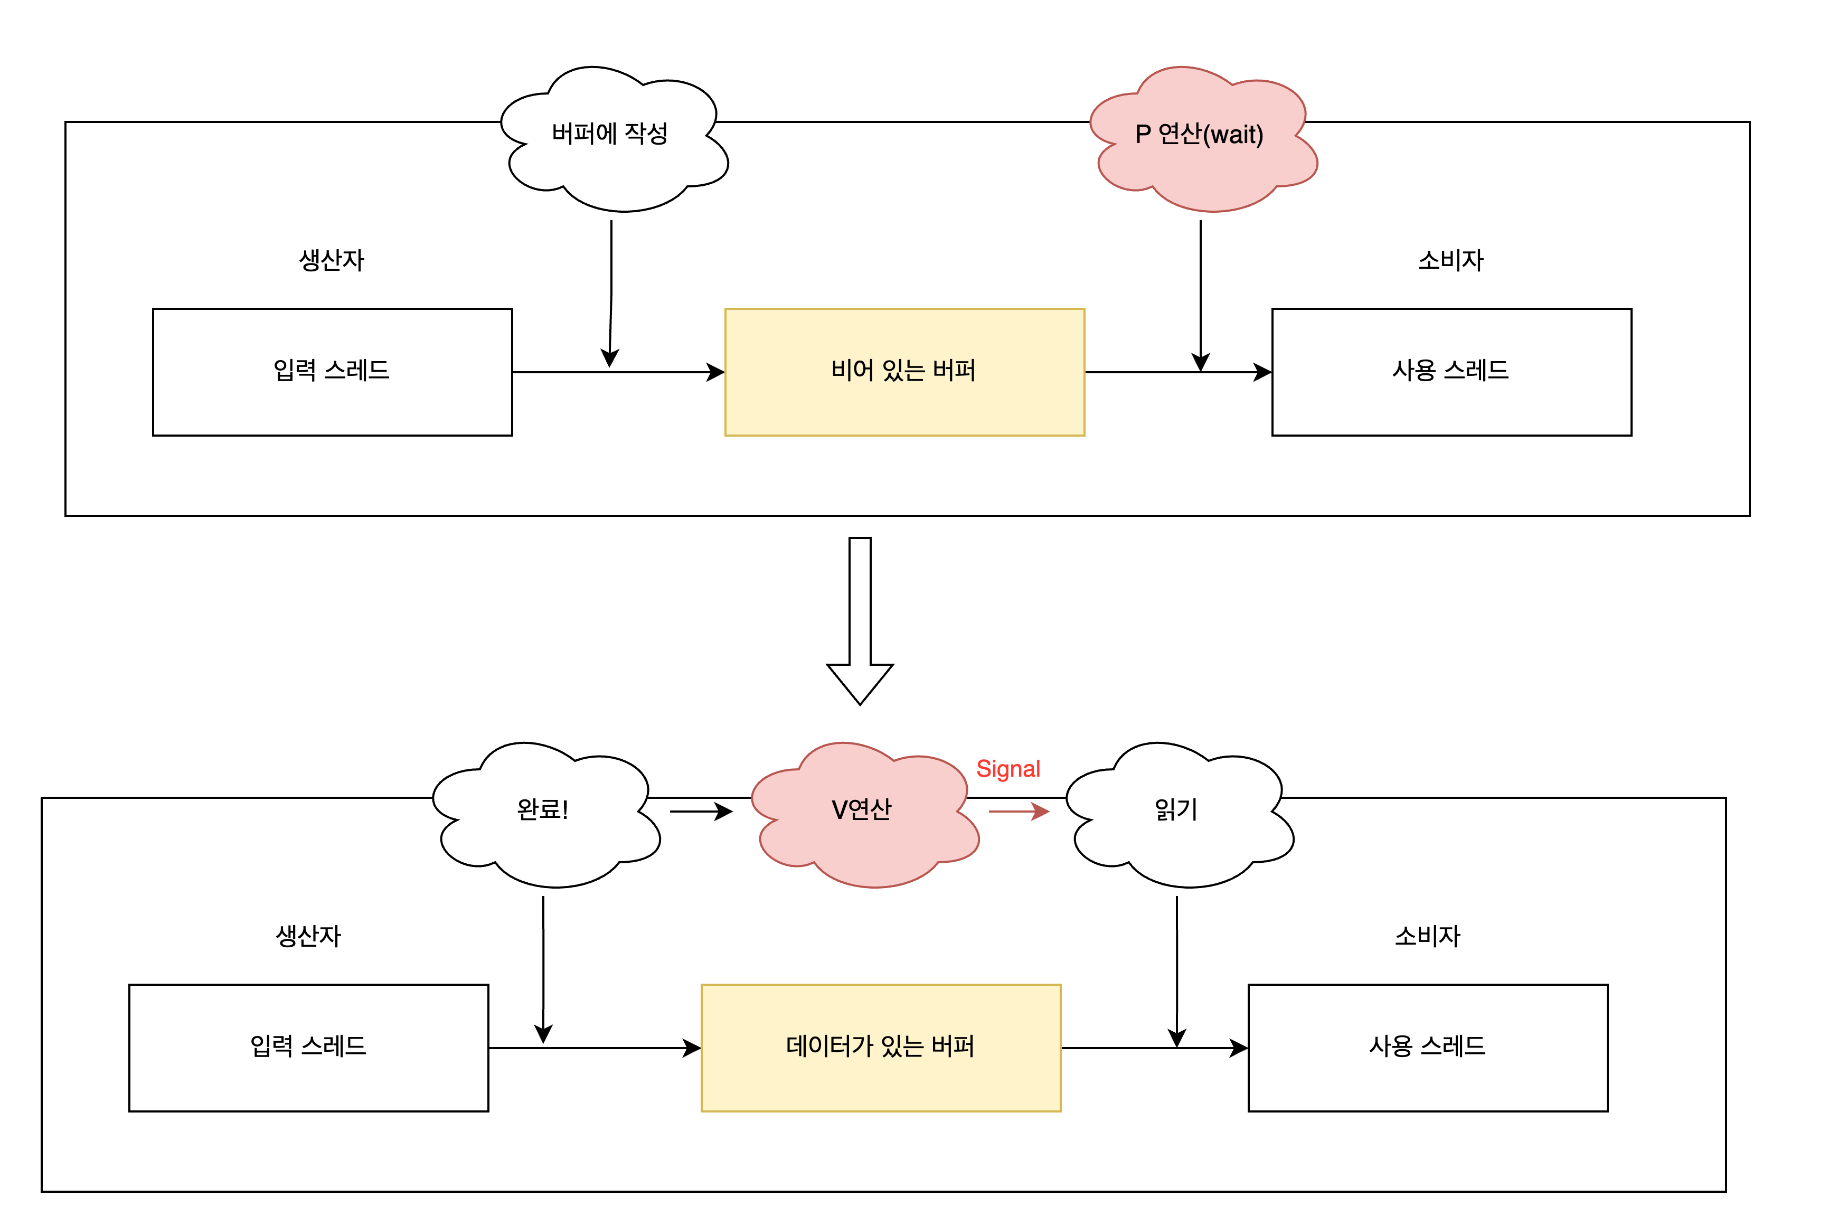 버퍼에 작성
P 연산(wait)
생산자
소비자
입력 스레드
비어 있는 버퍼
사용 스레드
Signal
완료!
V연산
읽기
생산자
소비자
입력 스레드
데이터가 있는 버퍼
사용 스레드